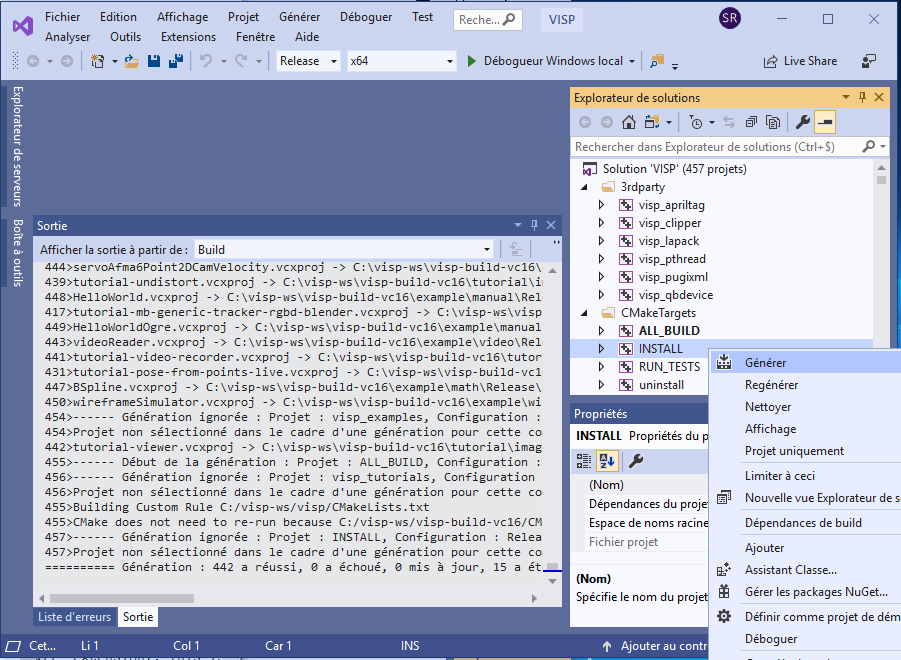 Fichier Edition Affichage Projet Générer Déboguer Test Reche... VISP SR
Analyser Outils Extensions Fenêtre Aide
Release x64 Débogueur Windows local Live Share
Explorateur de serveurs
Boîte à outils
Sortie
Afficher la sortie à partir de : Build
444>servoAfma6Point2DCamVelocity.vcxproj -> C:\visp-ws\visp-build-vc16\
439>tutorial-undistort.vcxproj -> C:\visp-ws\visp-build-vc16\tutorial\i
448>HelloWorld.vcxproj -> C:\visp-ws\visp-build-vc16\example\manual\Rel
417>tutorial-mb-generic-tracker-rgbd-blender.vcxproj -> C:\visp-ws\visp
449>HelloWorldOgre.vcxproj -> C:\visp-ws\visp-build-vc16\example\manual
443>videoReader.vcxproj -> C:\visp-ws\visp-build-vc16\example\video\Rel
441>tutorial-video-recorder.vcxproj -> C:\visp-ws\visp-build-vc16\tutor
431>tutorial-pose-from-points-live.vcxproj -> C:\visp-ws\visp-build-vc1
447>BSpline.vcxproj -> C:\visp-ws\visp-build-vc16\example\math\Release\
450>wireframeSimulator.vcxproj -> C:\visp-ws\visp-build-vc16\example\wi
454>------ Génération ignorée : Projet : visp_examples, Configuration :
454>Projet non sélectionné dans le cadre d'une génération pour cette co
442>tutorial-viewer.vcxproj -> C:\visp-ws\visp-build-vc16\tutorial\imag
455>------ Début de la génération : Projet : ALL_BUILD, Configuration :
456>------ Génération ignorée : Projet : visp_tutorials, Configuration
456>Projet non sélectionné dans le cadre d'une génération pour cette co
455>Building Custom Rule C:/visp-ws/visp/CMakeLists.txt
455>CMake does not need to re-run because C:/visp-ws/visp-build-vc16/CM
457>------ Génération ignorée : Projet : INSTALL, Configuration : Relea
457>Projet non sélectionné dans le cadre d'une génération pour cette co
========== Génération : 442 a réussi, 0 a échoué, 0 mis à jour, 15 a ét
Liste d'erreurs Sortie
Explorateur de solutions
Rechercher dans Explorateur de solutions (Ctrl+$)
Solution 'VISP' (457 projets)
3rdparty
visp_apriltag
visp_clipper
visp_lapack
visp_pthread
visp_pugixml
visp_qbdevice
CMakeTargets
ALL_BUILD
INSTALL
RUN_TESTS
uninstall
Propriétés
INSTALL Propriétés du p
(Nom)
Dépendances du proje
Espace de noms racine
Fichier projet
(Nom)
Spécifie le nom du projet
Générer
Regénérer
Nettoyer
Affichage
Projet uniquement
Limiter à ceci
Nouvelle vue Explorateur de s
Dépendances de build
Ajouter
Assistant Classe...
Gérer les packages NuGet...
Définir comme projet de dém
Déboguer
Cet... Li 1 Col 1 Car 1 INS Ajouter au contr